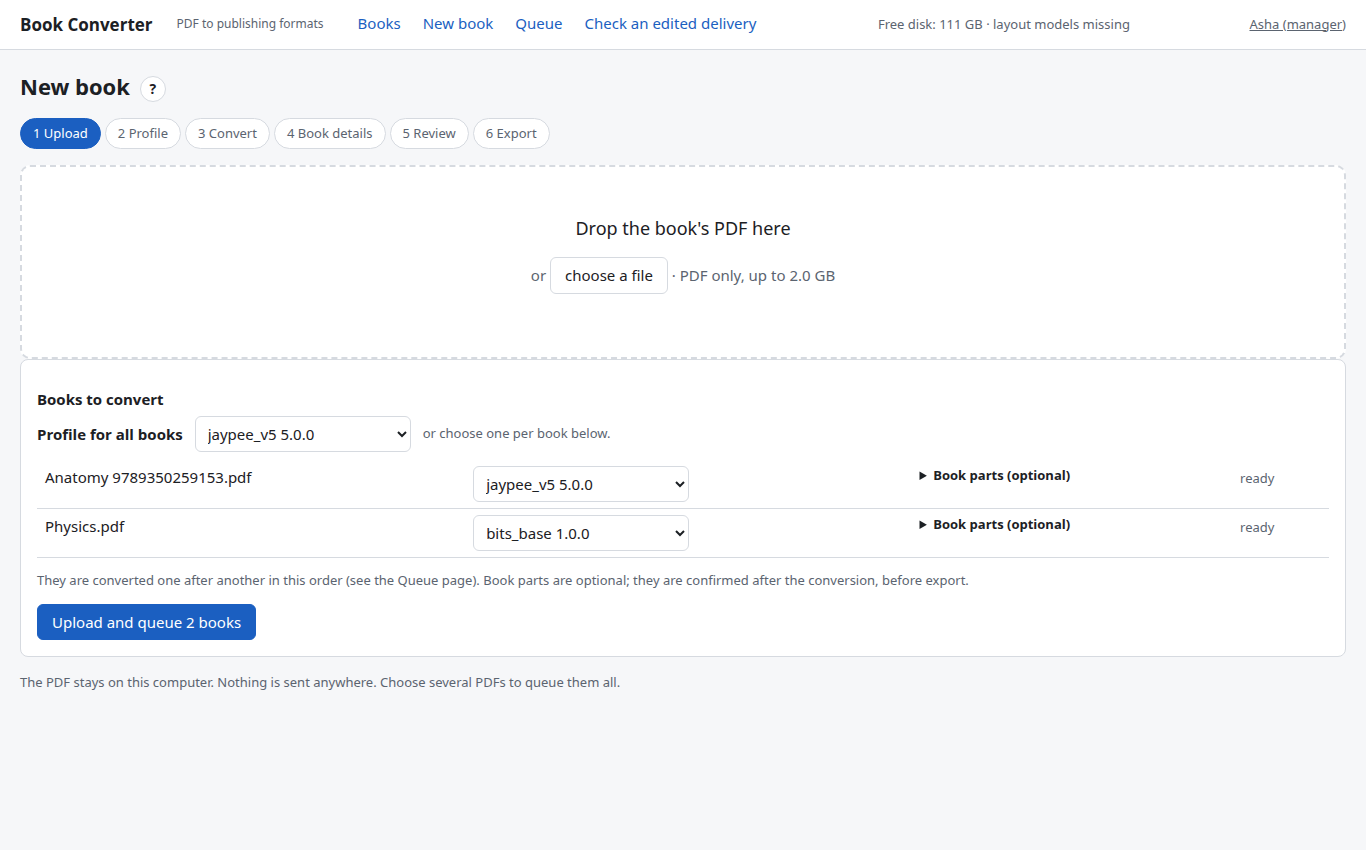 Book Converter PDF to publishing formats Books New book Queue Check an edited delivery Free disk: 111 GB · layout models missing Asha (manager)
New book ?
1 Upload 2 Profile 3 Convert 4 Book details 5 Review 6 Export
Drop the book's PDF here
or choose a file · PDF only, up to 2.0 GB
Books to convert
Profile for all books jaypee_v5 5.0.0 or choose one per book below.
Anatomy 9789350259153.pdf jaypee_v5 5.0.0 ▶ Book parts (optional) ready
Physics.pdf bits_base 1.0.0 ▶ Book parts (optional) ready
They are converted one after another in this order (see the Queue page). Book parts are optional; they are confirmed after the conversion, before export.
Upload and queue 2 books
The PDF stays on this computer. Nothing is sent anywhere. Choose several PDFs to queue them all.